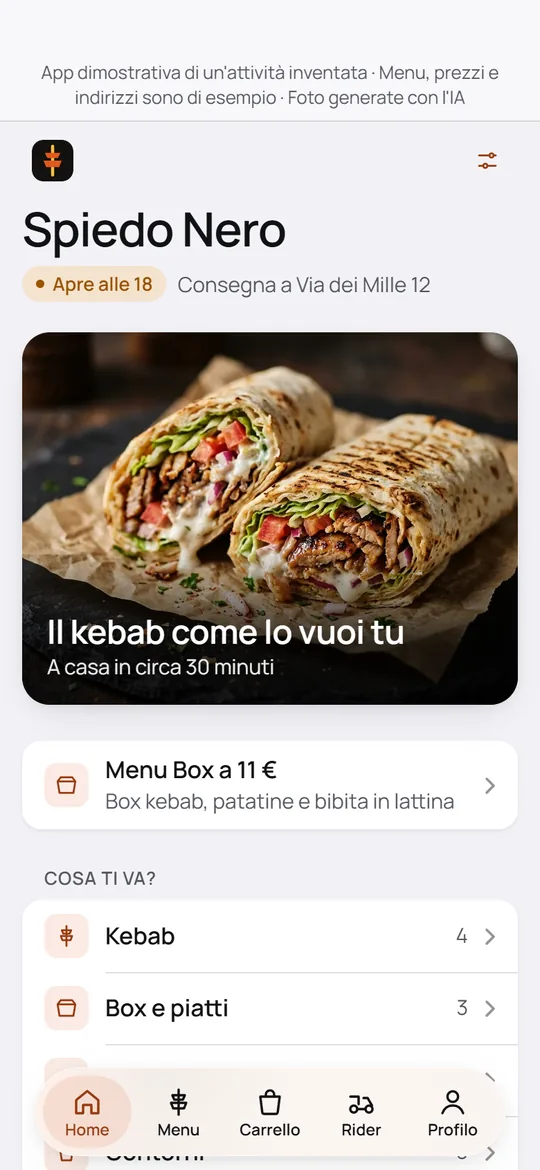 App dimostrativa di un'attività inventata · Menu, prezzi e
indirizzi sono di esempio · Foto generate con l'IA
Spiedo Nero
Apre alle 18
Consegna a Via dei Mille 12
Il kebab come lo vuoi tu
A casa in circa 30 minuti
Menu Box a 11 €
Box kebab, patatine e bibita in lattina
COSA TI VA?
Kebab 4
Box e piatti 3
Home Menu Carrello Rider Profilo